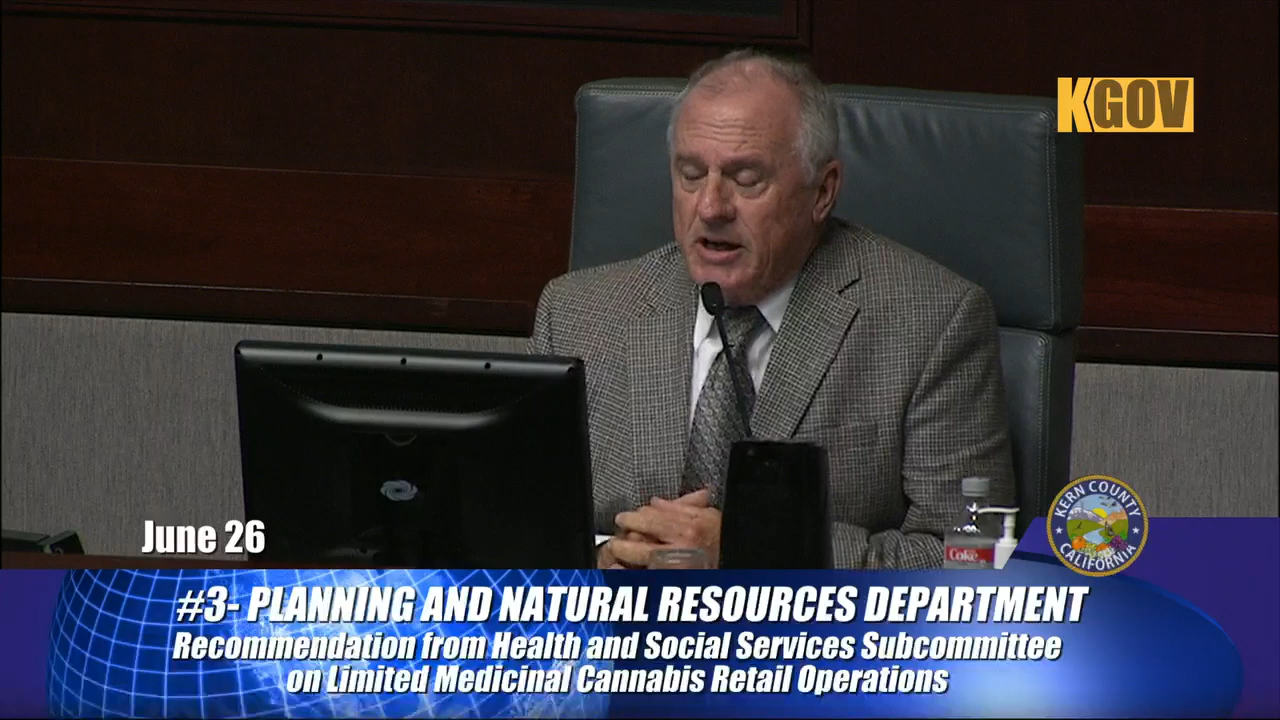 KGOV
KERN COUNTY
CALIFORNIA
Coke
June 26
#3- PLANNING AND NATURAL RESOURCES DEPARTMENT
Recommendation from Health and Social Services Subcommittee
on Limited Medicinal Cannabis Retail Operations